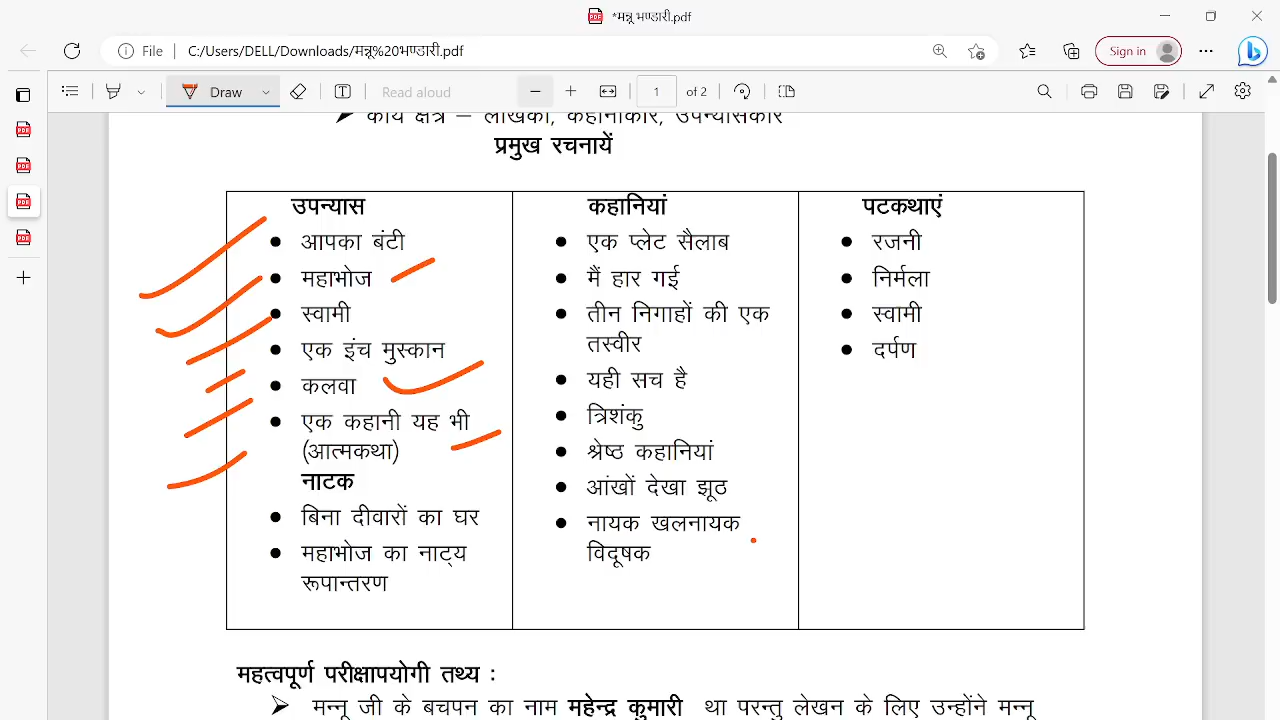 *मन्नू भण्डारी.pdf
File C:/Users/DELL/Downloads/मन्नू%20भण्डारी.pdf
Sign in
Draw Read aloud 1 of 2
कार्य क्षेत्र – लेखिका, कहानीकार, उपन्यासकार
प्रमुख रचनायें
उपन्यास
आपका बंटी
महाभोज
स्वामी
एक इंच मुस्कान
कलवा
एक कहानी यह भी
(आत्मकथा)
नाटक
बिना दीवारों का घर
महाभोज का नाट्य
रूपान्तरण
कहानियां
एक प्लेट सैलाब
मैं हार गई
तीन निगाहों की एक
तस्वीर
यही सच है
त्रिशंकु
श्रेष्ठ कहानियां
आंखों देखा झूठ
नायक खलनायक
विदूषक
पटकथाएं
रजनी
निर्मला
स्वामी
दर्पण
महत्वपूर्ण परीक्षापयोगी तथ्य :
मन्नू जी के बचपन का नाम महेन्द्र कुमारी था परन्तु लेखन के लिए उन्होंने मन्नू